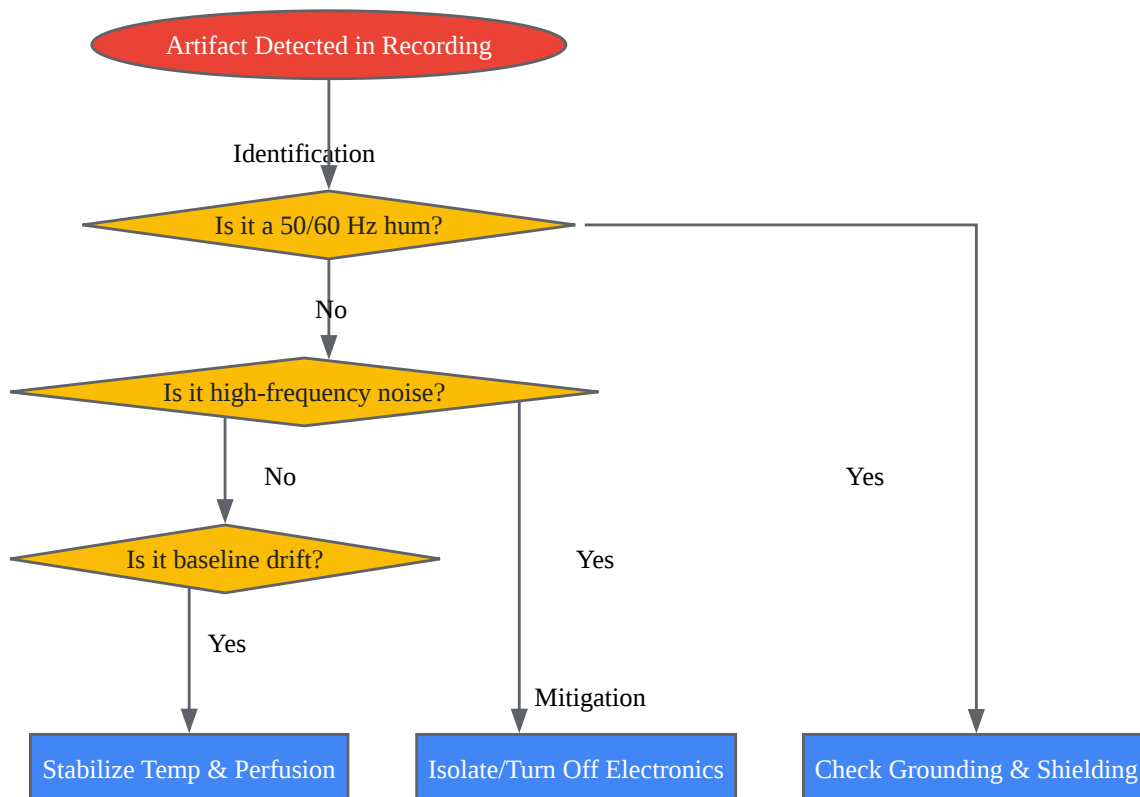 Artifact Detected in Recording
Identification
Is it a 50/60 Hz hum?
No
Is it high-frequency noise?
No
Yes
Is it baseline drift?
Yes
Yes
Mitigation
Stabilize Temp & Perfusion
Isolate/Turn Off Electronics
Check Grounding & Shielding